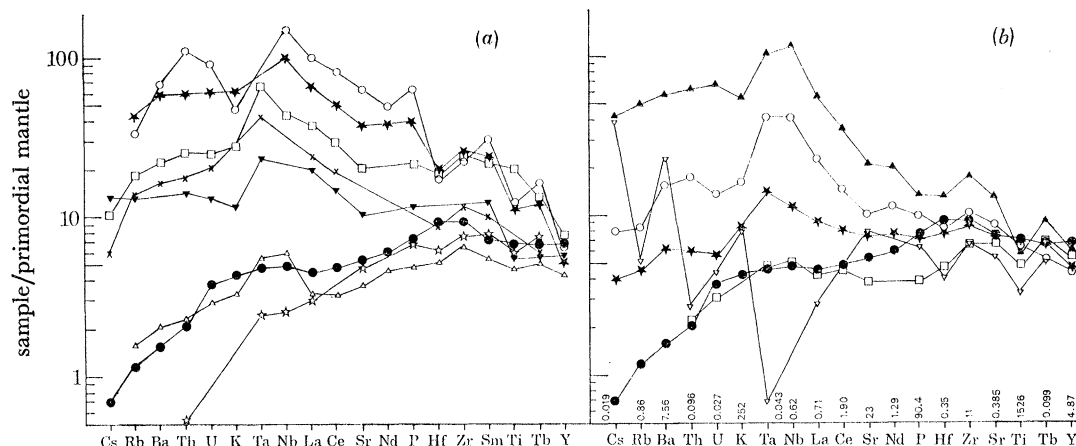 (a)
(b)
sample/primordial mantle
100
10
1
0.019 0.86 7.56 0.096 0.027 252 0.043 0.62 0.71 1.90 23 1.29 90.4 0.35 11 0.385 1526 0.099 4.87
Cs Rb Ba Th U K Ta Nb La Ce Sr Nd P Hf Zr Sm Ti Tb Y
Cs Rb Ba Th U K Ta Nb La Ce Sr Nd P Hf Zr Sr Ti Tb Y